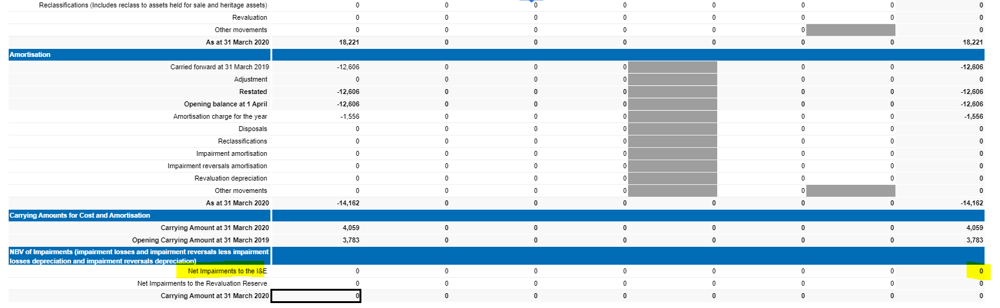 Reclassifications (Includes reclass to assets held for sale and heritage assets) 0 0 0 0 0 0 0 0
Revaluation 0 0 0 0 0 0 0 0
Other movements 0 0 0 0 0 0 0
As at 31 March 2020 18,221 0 0 0 0 0 0 18,221
Amortisation
Carried forward at 31 March 2019 -12,606 0 0 0 0 0 -12,606
Adjustment 0 0 0 0 0 0 0
Restated -12,606 0 0 0 0 0 -12,606
Opening balance at 1 April -12,606 0 0 0 0 0 -12,606
Amortisation charge for the year -1,556 0 0 0 0 0 -1,556
Disposals 0 0 0 0 0 0 0
Reclassifications 0 0 0 0 0 0 0
Impairment amortisation 0 0 0 0 0 0 0
Impairment reversals amortisation 0 0 0 0 0 0 0
Revaluation depreciation 0 0 0 0 0 0 0
Other movements 0 0 0 0 0 0
As at 31 March 2020 -14,162 0 0 0 0 0 0 -14,162
Carrying Amounts for Cost and Amortisation
Carrying Amount at 31 March 2020 4,059 0 0 0 0 0 0 4,059
Opening Carrying Amount at 31 March 2019 3,783 0 0 0 0 0 0 3,783
NBV of Impairments (impairment losses and impairment reversals less impairment
losses depreciation and impairment reversals depreciation)
Net Impairments to the I&E 0 0 0 0 0 0 0 0
Net Impairments to the Revaluation Reserve 0 0 0 0 0 0 0 0
Carrying Amount at 31 March 2020 0 0 0 0 0 0 0 0